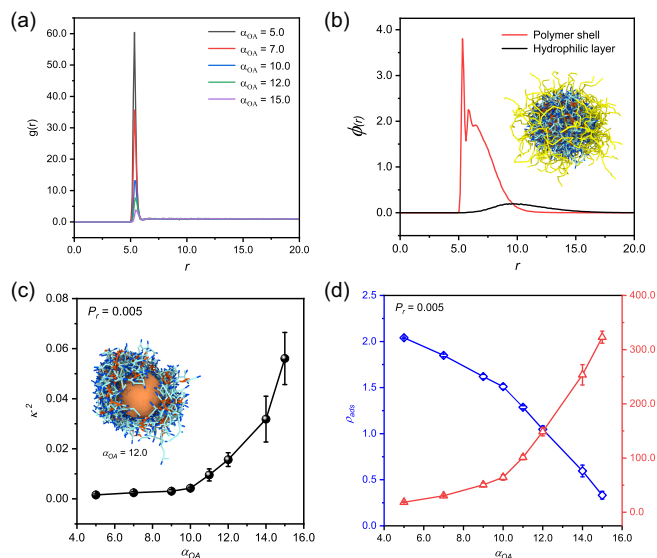 (a)
60.0
50.0
40.0
30.0
20.0
10.0
0.0
g(r)
α_OA = 5.0
α_OA = 7.0
α_OA = 10.0
α_OA = 12.0
α_OA = 15.0
0.0 5.0 10.0 15.0 20.0
r
(b)
4.0
3.0
2.0
1.0
0.0
ϕ(r)
Polymer shell
Hydrophilic layer
0.0 5.0 10.0 15.0 20.0
r
(c)
0.08
0.06
0.04
0.02
0.00
κ²
P_r = 0.005
α_OA = 12.0
4.0 6.0 8.0 10.0 12.0 14.0 16.0
α_OA
(d)
2.5
2.0
1.5
1.0
0.5
0.0
ρ_ads
P_r = 0.005
400.0
300.0
200.0
100.0
0.0
4.0 6.0 8.0 10.0 12.0 14.0 16.0
α_OA